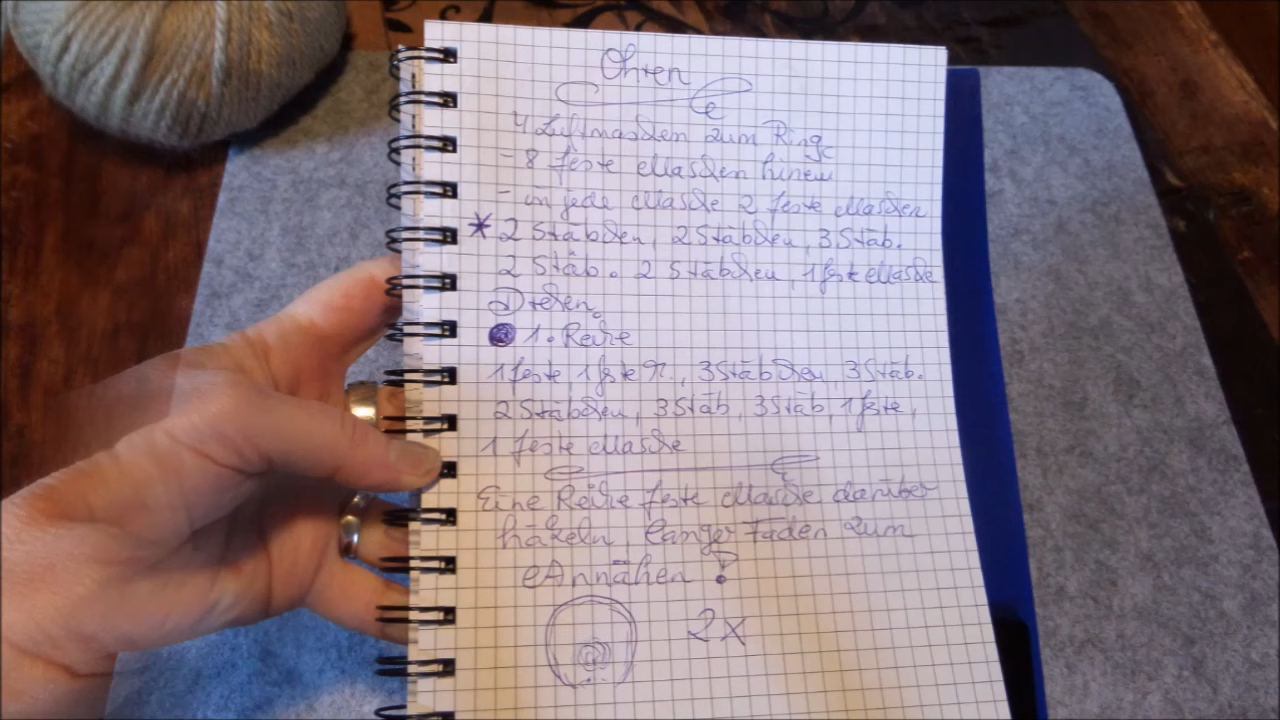 Ohren
4 Luftmaschen zum Ring
- 8 feste Maschen hinein
- in jede Masche 2 feste Maschen
* 2 Stäbchen, 2 Stäbchen, 3 Stäb.
2 Stäb. 2 Stäbchen, 1 feste Masche
Drehen.
1. Reihe
1 feste, 1 feste M., 3 Stäbchen, 3 Stäb.
2 Stäbchen, 3 Stäb, 3 Stäb, 1 feste,
1 feste Masche
Eine Reihe feste Masche darüber
häkeln, langer Faden zum
Annähen!
2x